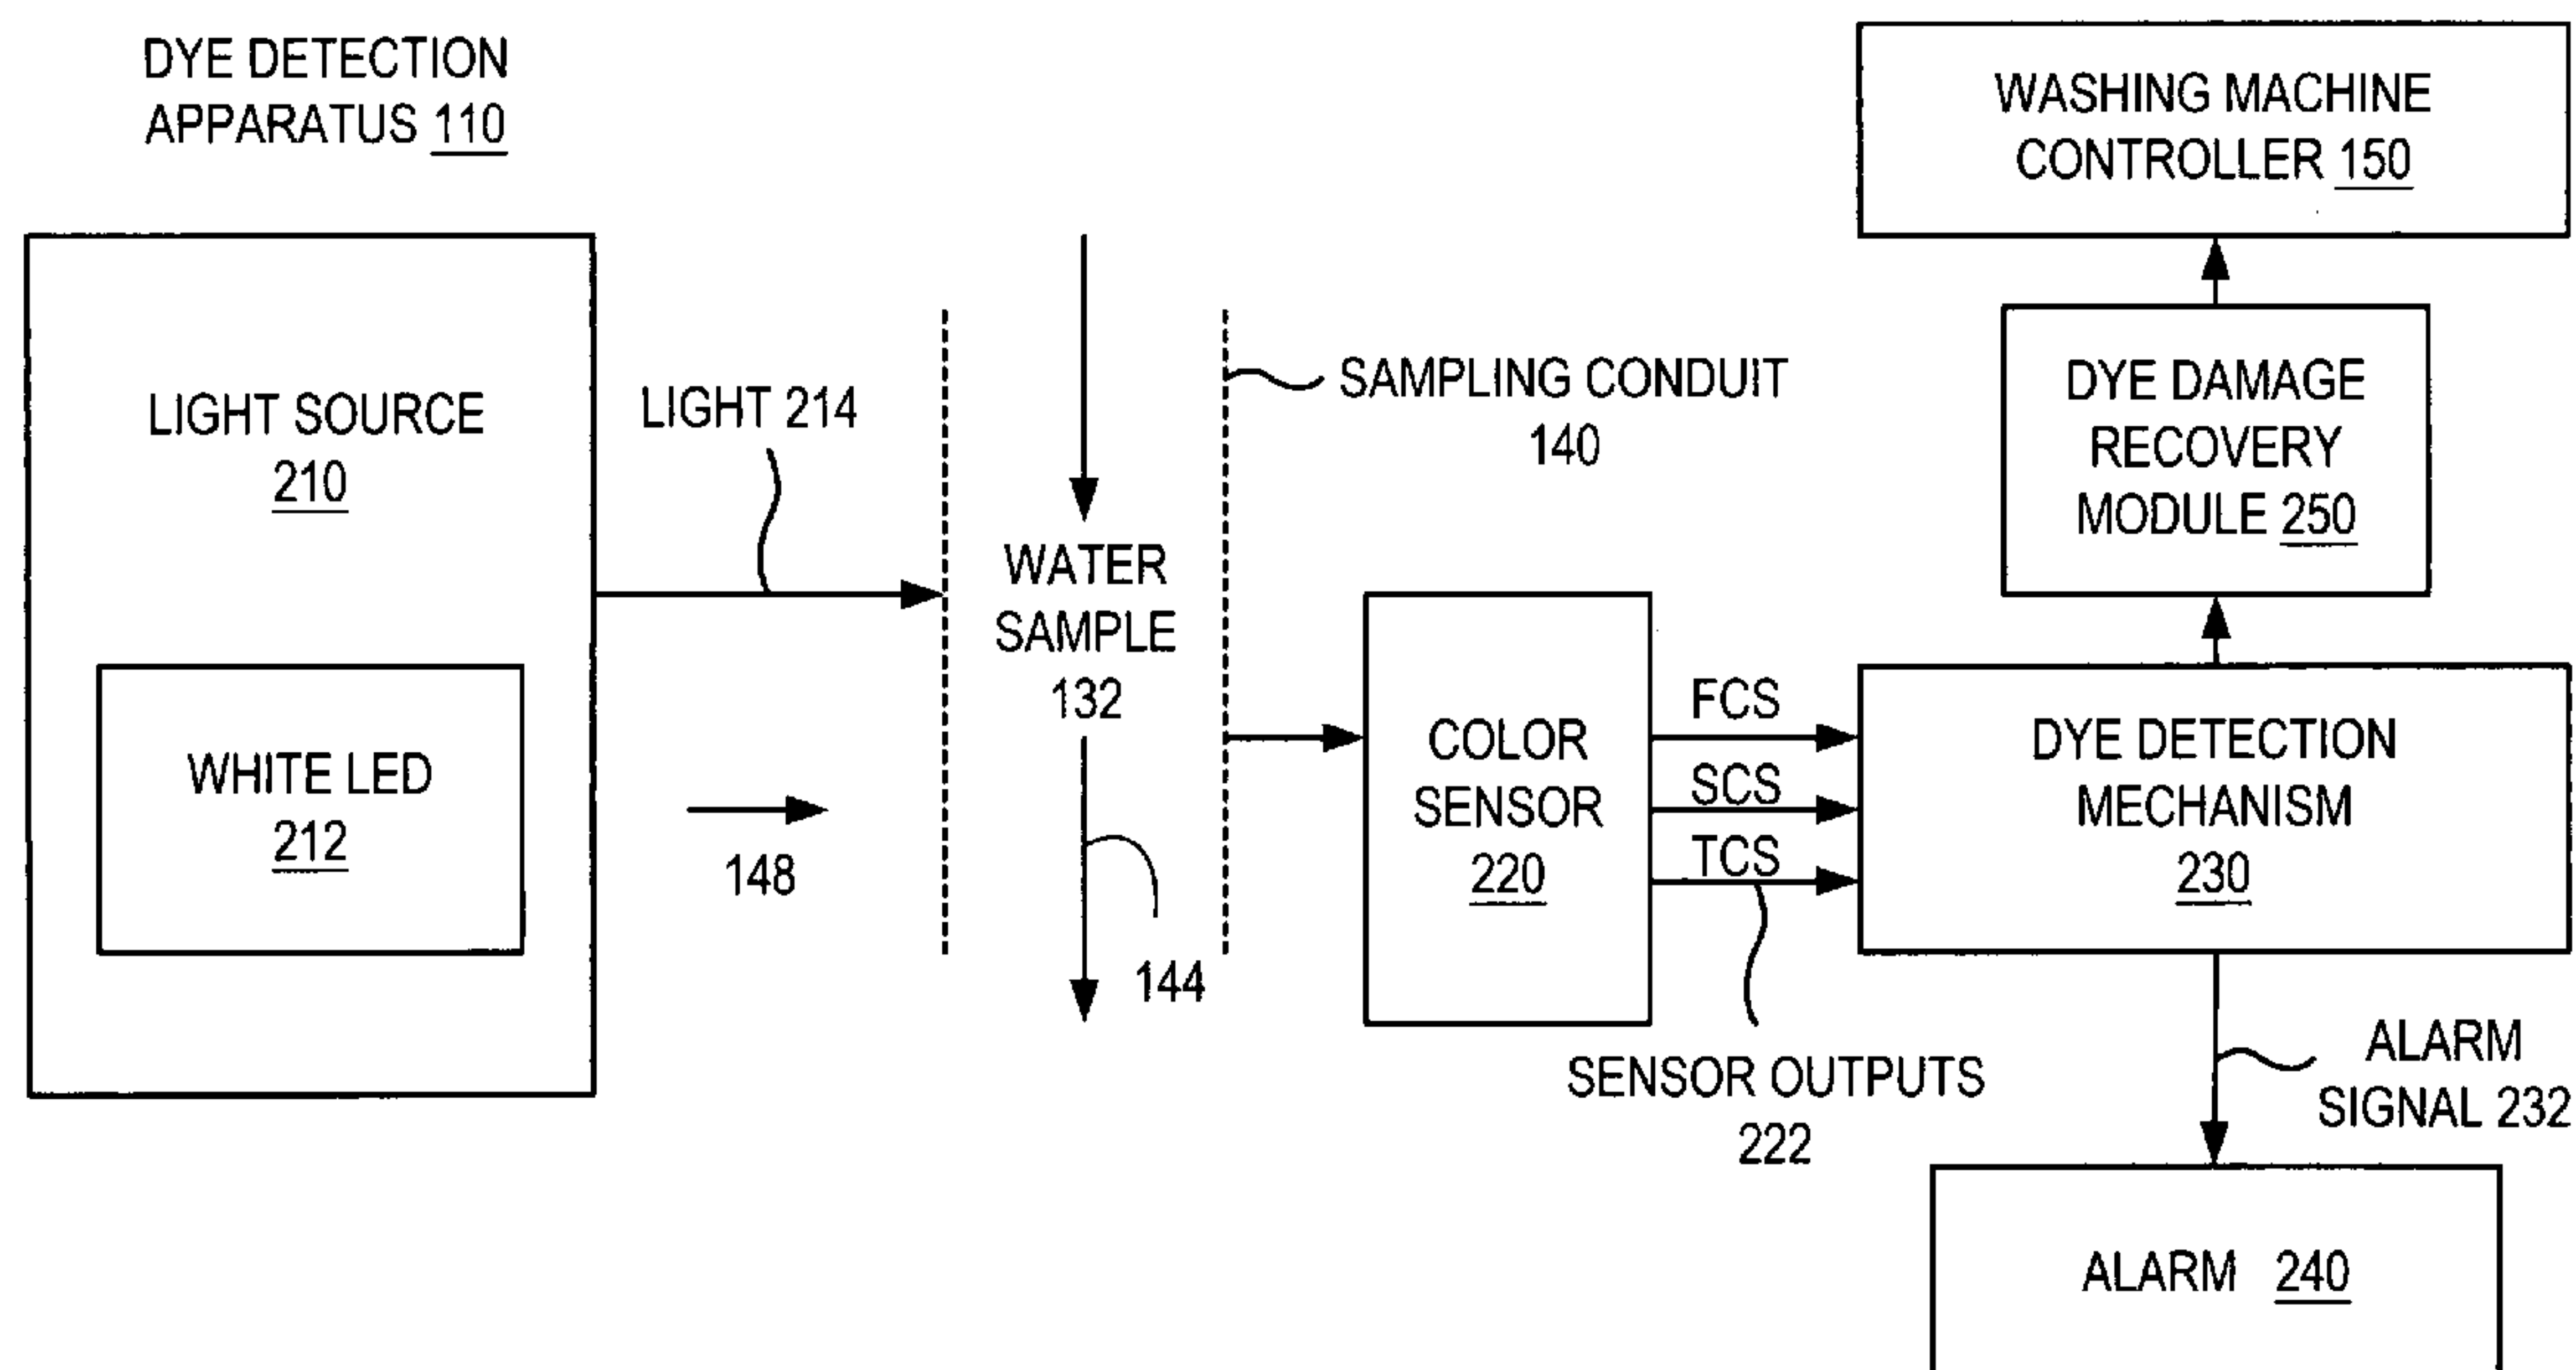 DYE DETECTION
APPARATUS 110
LIGHT SOURCE
210
WHITE LED
212
LIGHT 214
148
WATER
SAMPLE
132
144
SAMPLING CONDUIT
140
COLOR
SENSOR
220
FCS
SCS
TCS
SENSOR OUTPUTS
222
WASHING MACHINE
CONTROLLER 150
DYE DAMAGE
RECOVERY
MODULE 250
DYE DETECTION
MECHANISM
230
ALARM
SIGNAL 232
ALARM 240